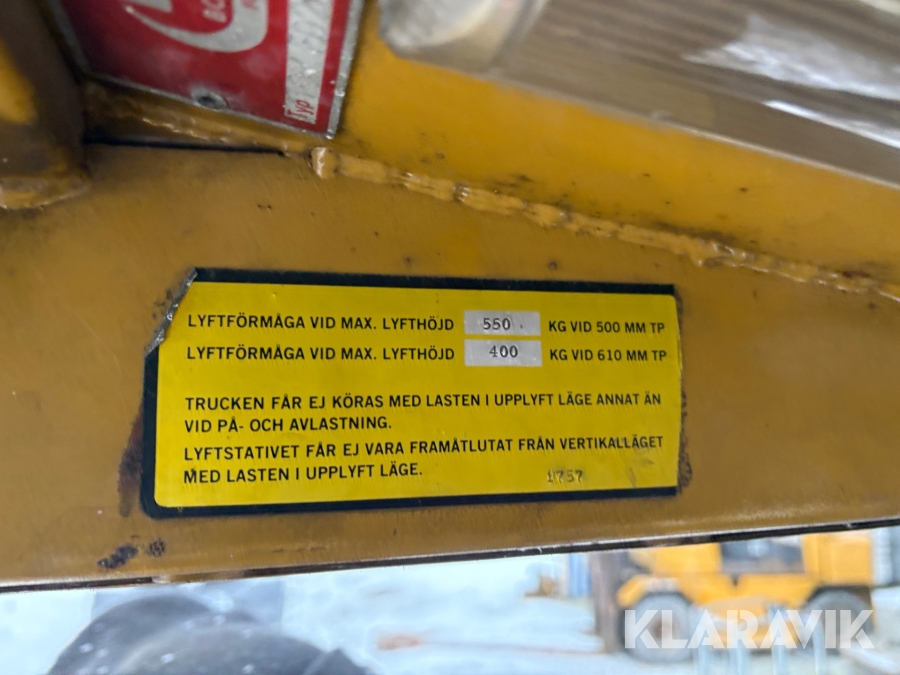 Typ
LYFTFÖRMÅGA VID MAX. LYFTHÖJD 550 KG VID 500 MM TP
LYFTFÖRMÅGA VID MAX. LYFTHÖJD 400 KG VID 610 MM TP
TRUCKEN FÅR EJ KÖRAS MED LASTEN I UPPLYFT LÄGE ANNAT ÄN
VID PÅ- OCH AVLASTNING.
LYFTSTATIVET FÅR EJ VARA FRAMÅTLUTAT FRÅN VERTIKALLÄGET
MED LASTEN I UPPLYFT LÄGE.
KLARAVIK